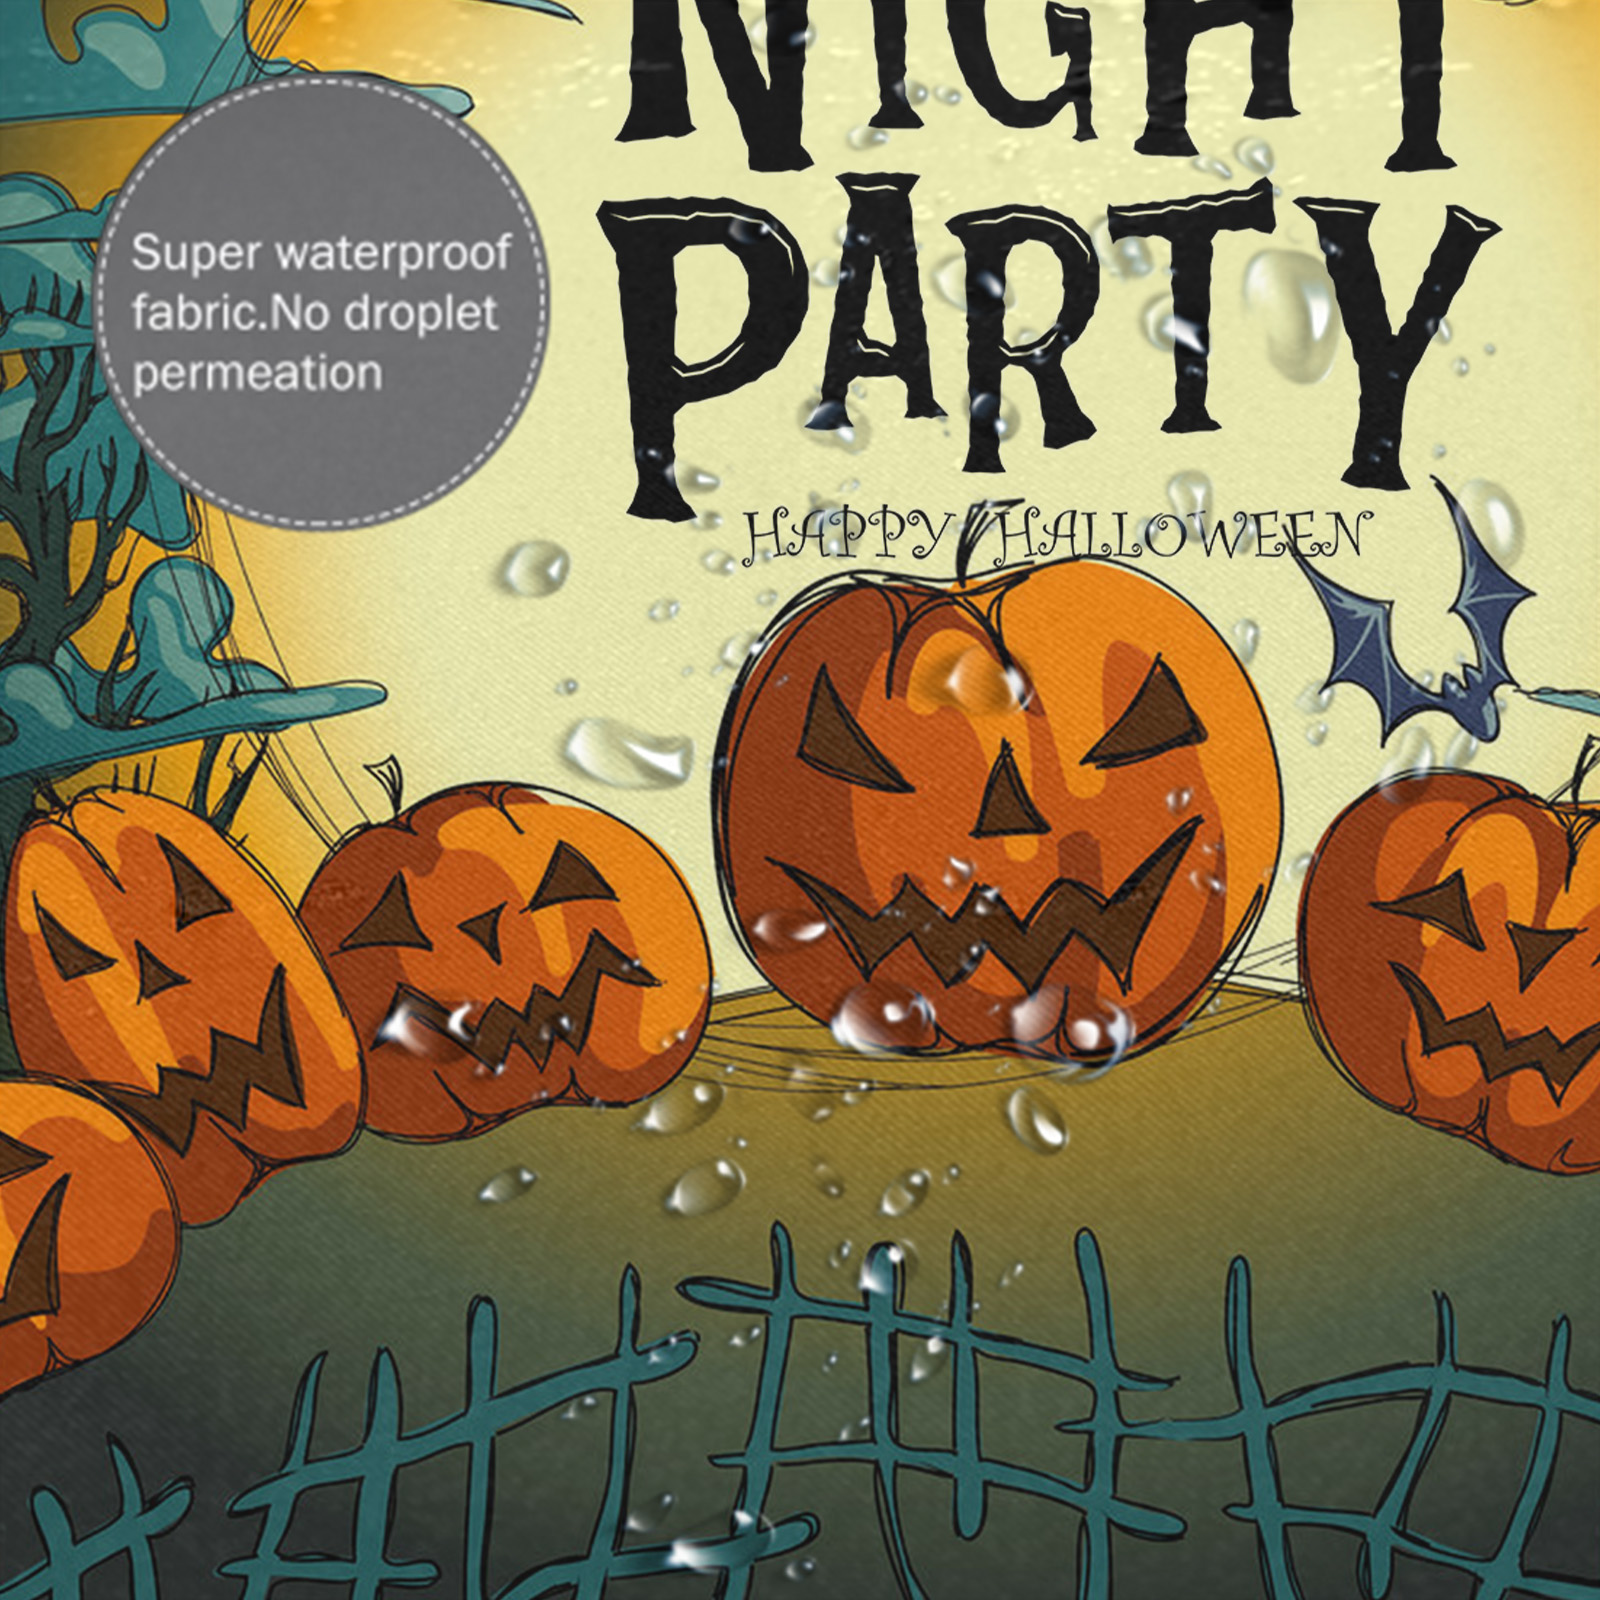 NIGHT
PARTY
HAPPY HALLOWEEN
Super waterproof
fabric.No droplet
permeation